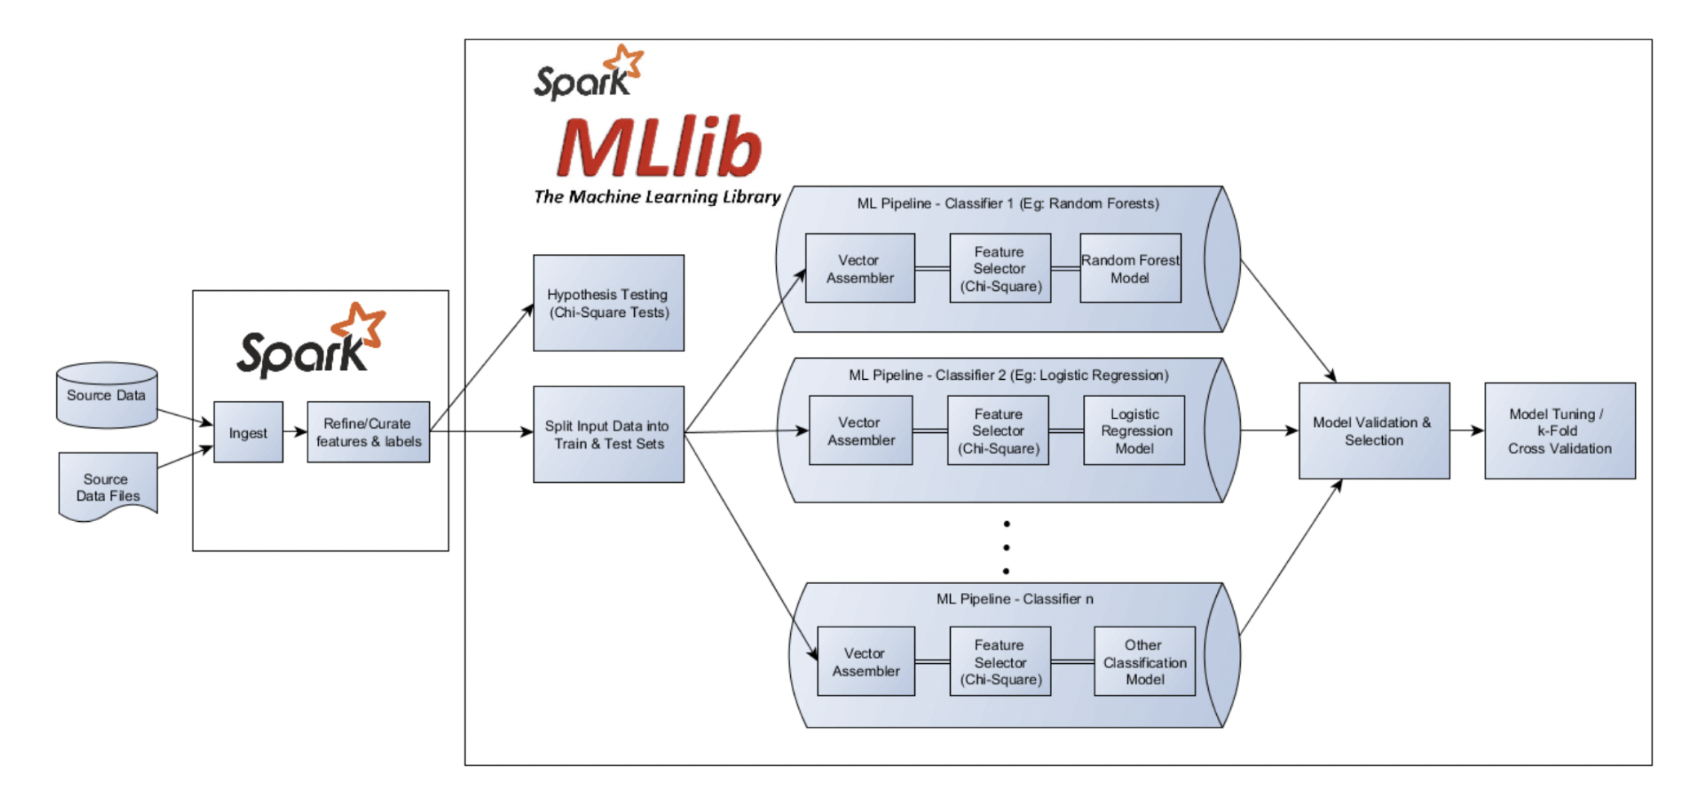 Spark
MLlib
The Machine Learning Library
ML Pipeline - Classifier 1 (Eg: Random Forests)
Vector
Assembler
Feature
Selector
(Chi-Square)
Random Forest
Model
Hypothesis Testing
(Chi-Square Tests)
Spark
Source Data
Ingest
Refine/Curate
features & labels
Source
Data Files
Split Input Data into
Train & Test Sets
ML Pipeline - Classifier 2 (Eg: Logistic Regression)
Vector
Assembler
Feature
Selector
(Chi-Square)
Logistic
Regression
Model
Model Validation &
Selection
Model Tuning /
k-Fold
Cross Validation
ML Pipeline - Classifier n
Vector
Assembler
Feature
Selector
(Chi-Square)
Other
Classification
Model